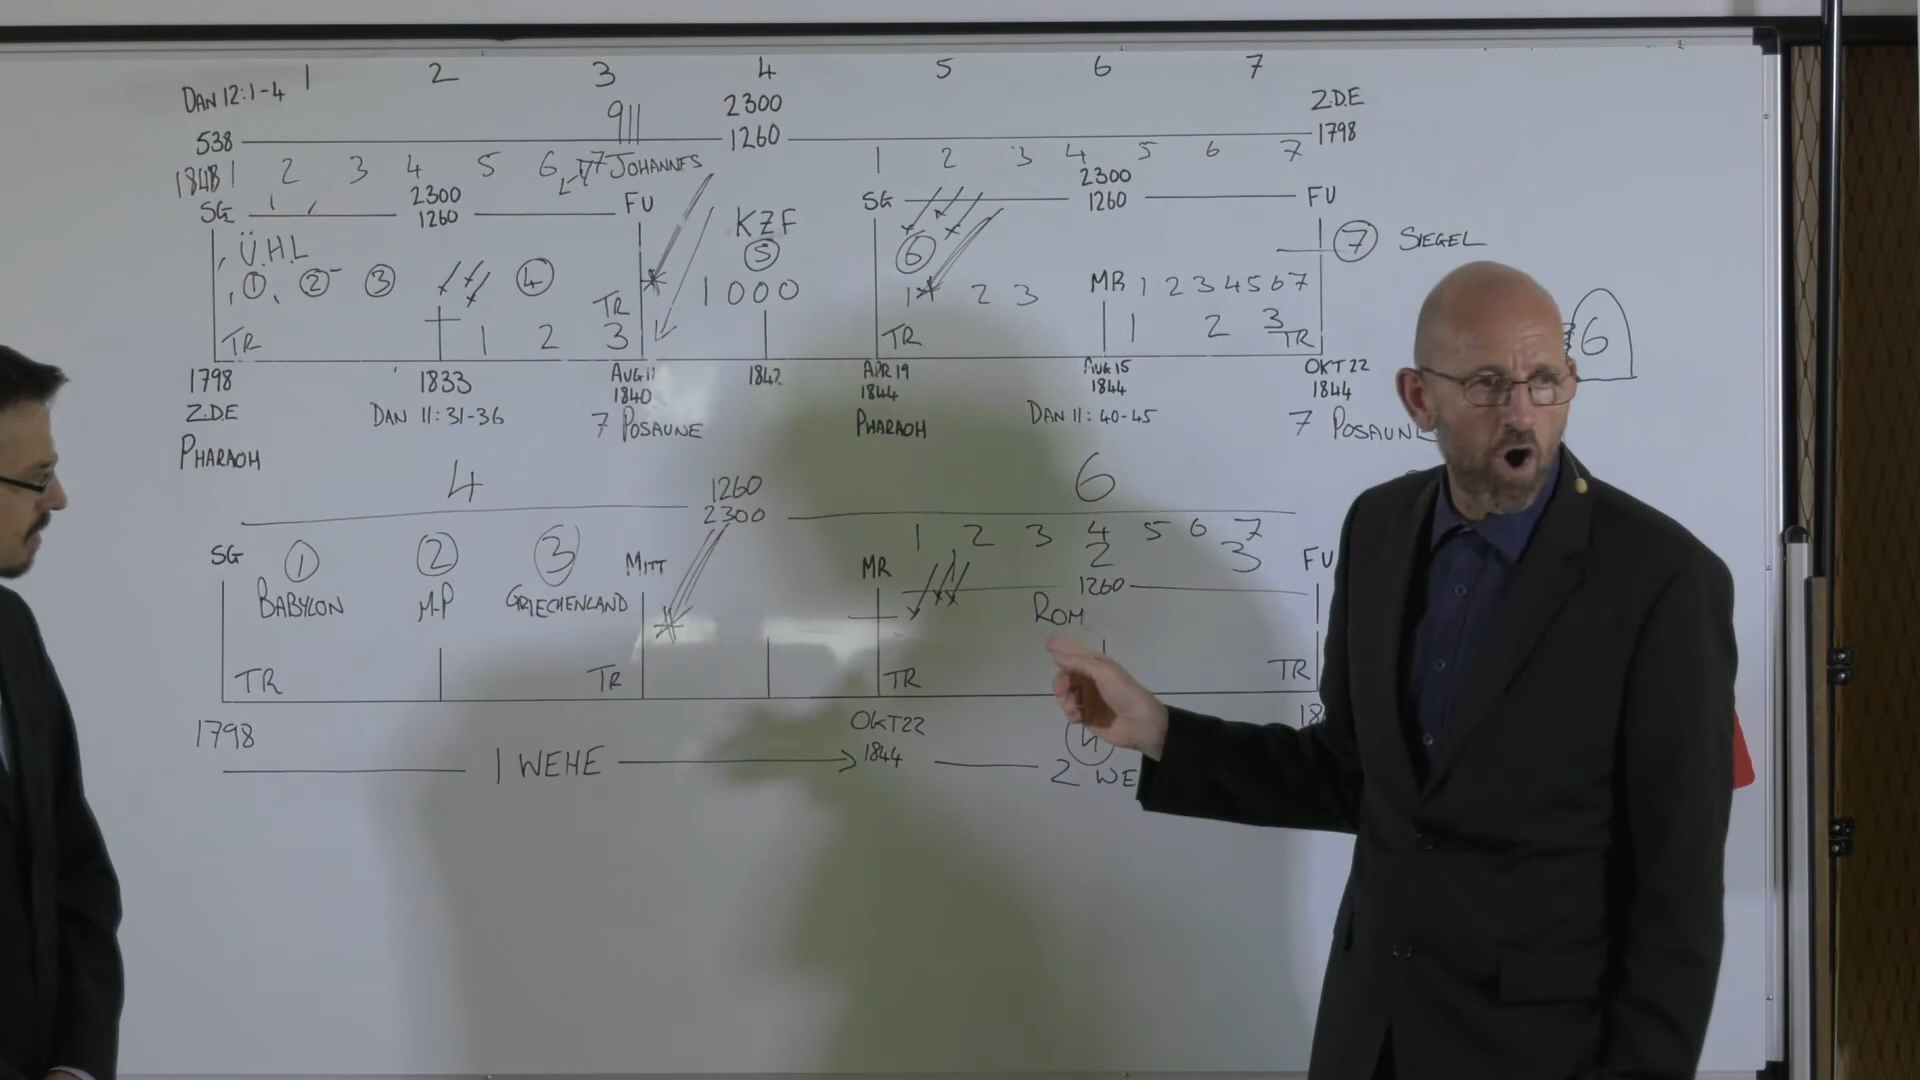 1 2 3 4 5 6 7
DAN 12:1-4 911 2300 Z.D.E
538 1260 1798
1 2 3 4 5 6 7 JOHANNES 1 2 3 4 5 6 7
2300 2300
SG 1260 FU KZF SG 1260 FU
Ü.H.L 5 6 7 SIEGEL
1 2 3 4 1000 1 2 3 MR 1 2 3 4 5 6 7
TR 1 2 3 TR TR 1 2 3 TR 6
1798 1833 AUG 11 1840 1842 APR 19 1844 AUG 15 1844 OKT 22 1844
Z.D.E DAN 11:31-36 7 POSAUNE PHARAOH DAN 11:40-45 7 POSAUNE
PHARAOH
4 1260 6
2300
SG 1 2 3 MITT MR 1 2 3 4 5 6 7 FU
2 3
BABYLON M-P GRIECHENLAND 1260
ROM
TR TR TR TR
1798 OKT 22 1844 18
1 WEHE 2 WE